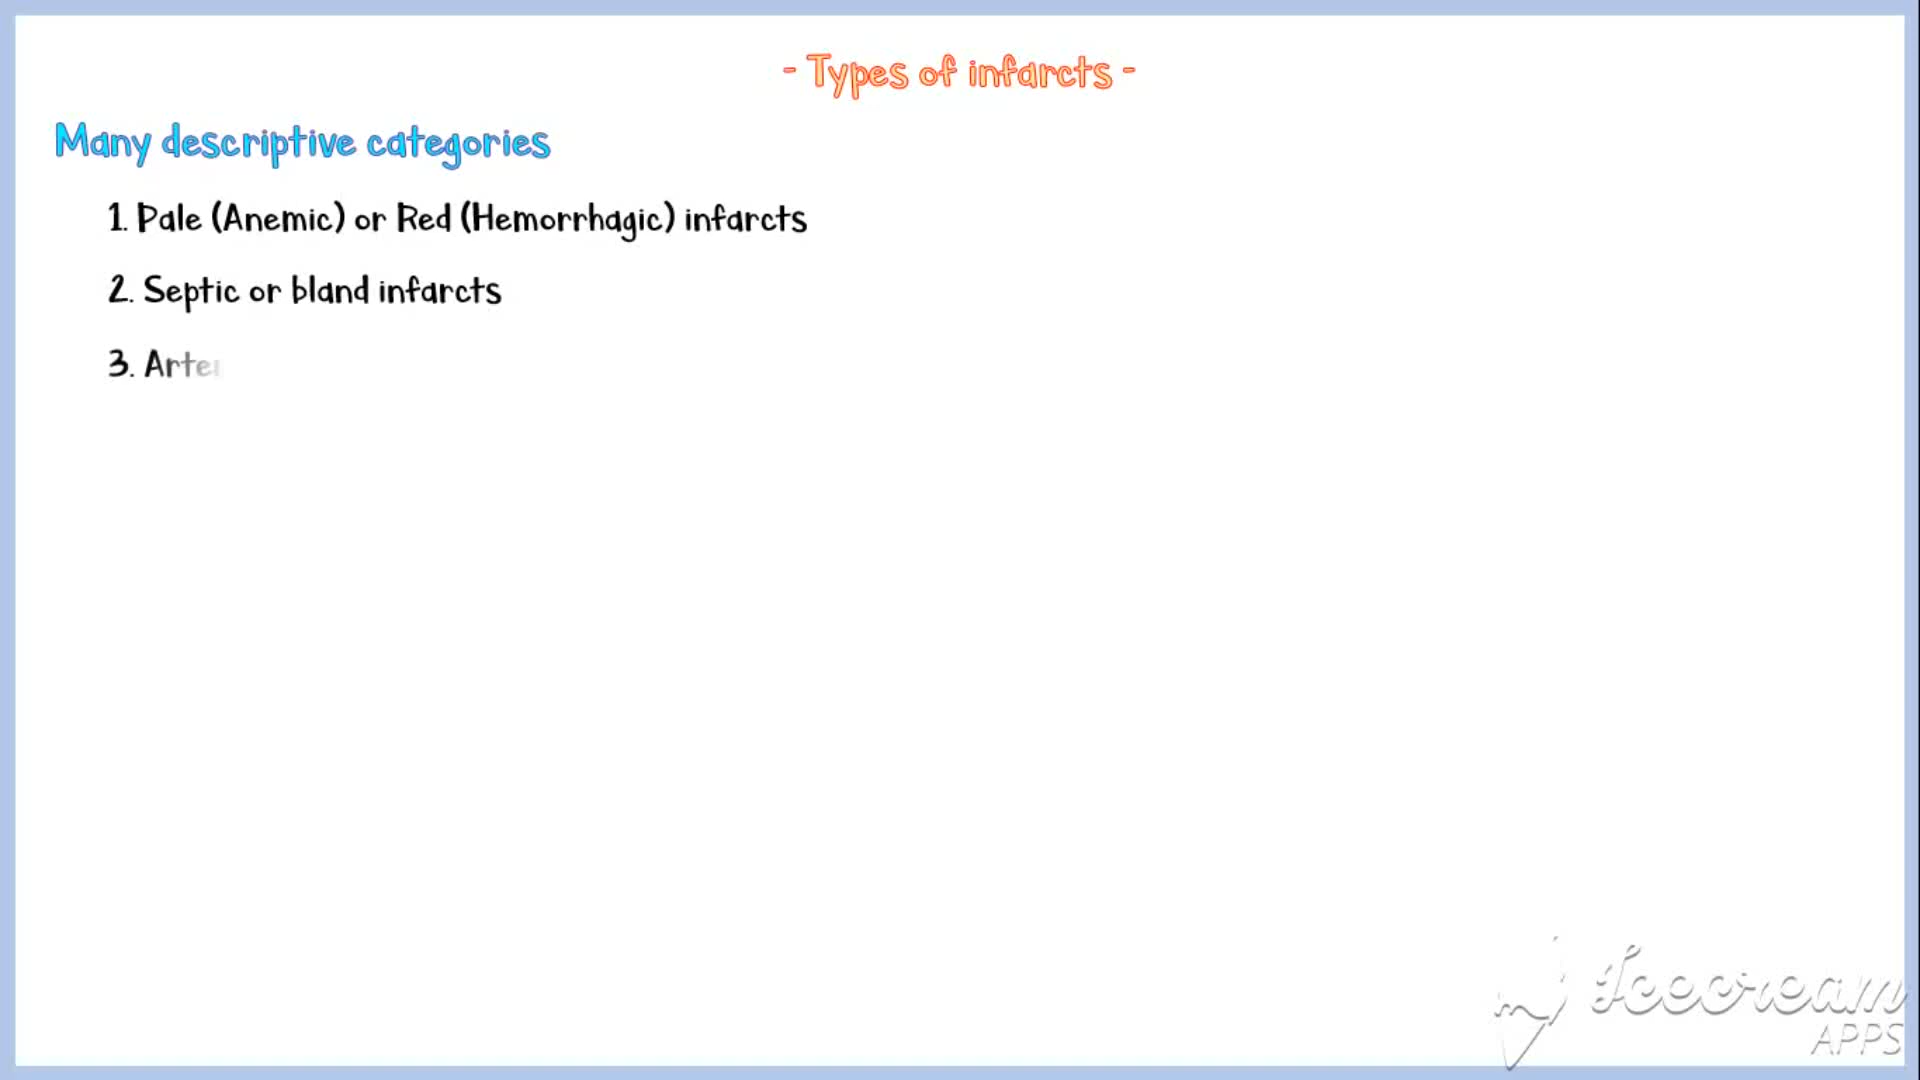 - Types of infarcts -
Many descriptive categories
1. Pale (Anemic) or Red (Hemorrhagic) infarcts
2. Septic or bland infarcts
3. Arte
Icecream
APPS